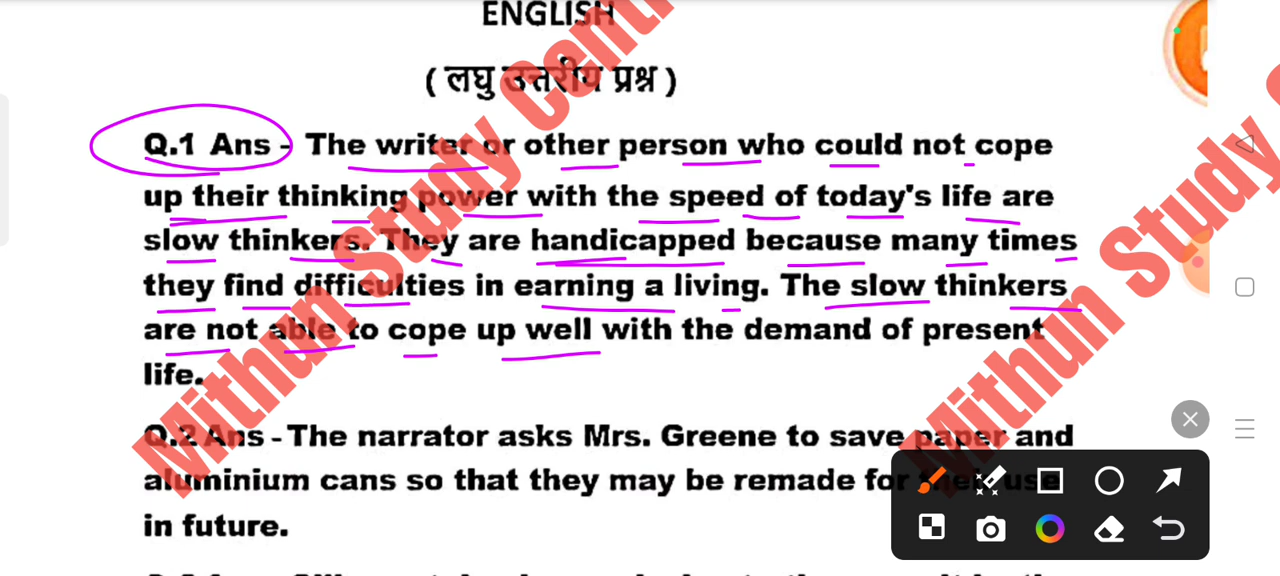 ENGLISH
( लघु उत्तरीय प्रश्न )
Q.1 Ans - The writer or other person who could not cope
up their thinking power with the speed of today's life are
slow thinkers. They are handicapped because many times
they find difficulties in earning a living. The slow thinkers
are not able to cope up well with the demand of present
life.
Q.2 Ans - The narrator asks Mrs. Greene to save paper and
aluminium cans so that they may be remade for their use
in future.
Mithun Study Centr
Mithun Study C